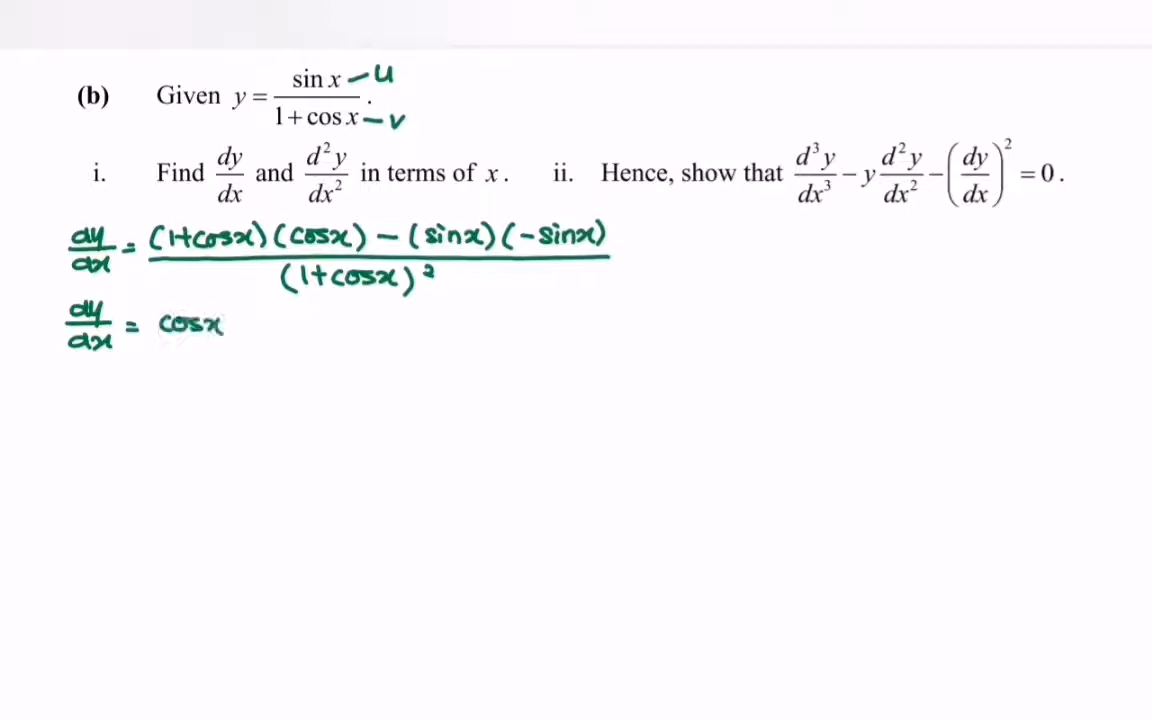 (b) Given y = sin x / 1 + cos x . – u – v
i. Find dy/dx and d²y/dx² in terms of x . ii. Hence, show that d³y/dx³ − y d²y/dx² − (dy/dx)² = 0 .
dy/dx = (1+cosx)(cosx) − (sinx)(−sinx) / (1+cosx)²
dy/dx = cosx